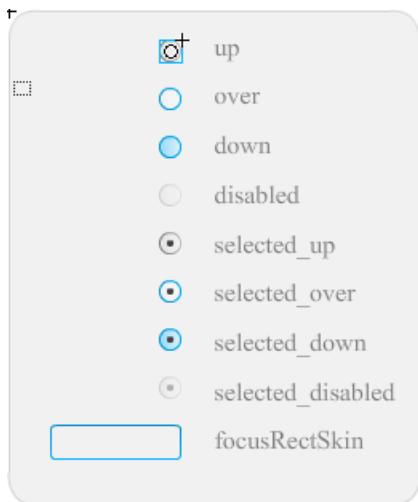 up
over
down
disabled
selected_up
selected_over
selected_down
selected_disabled
focusRectSkin